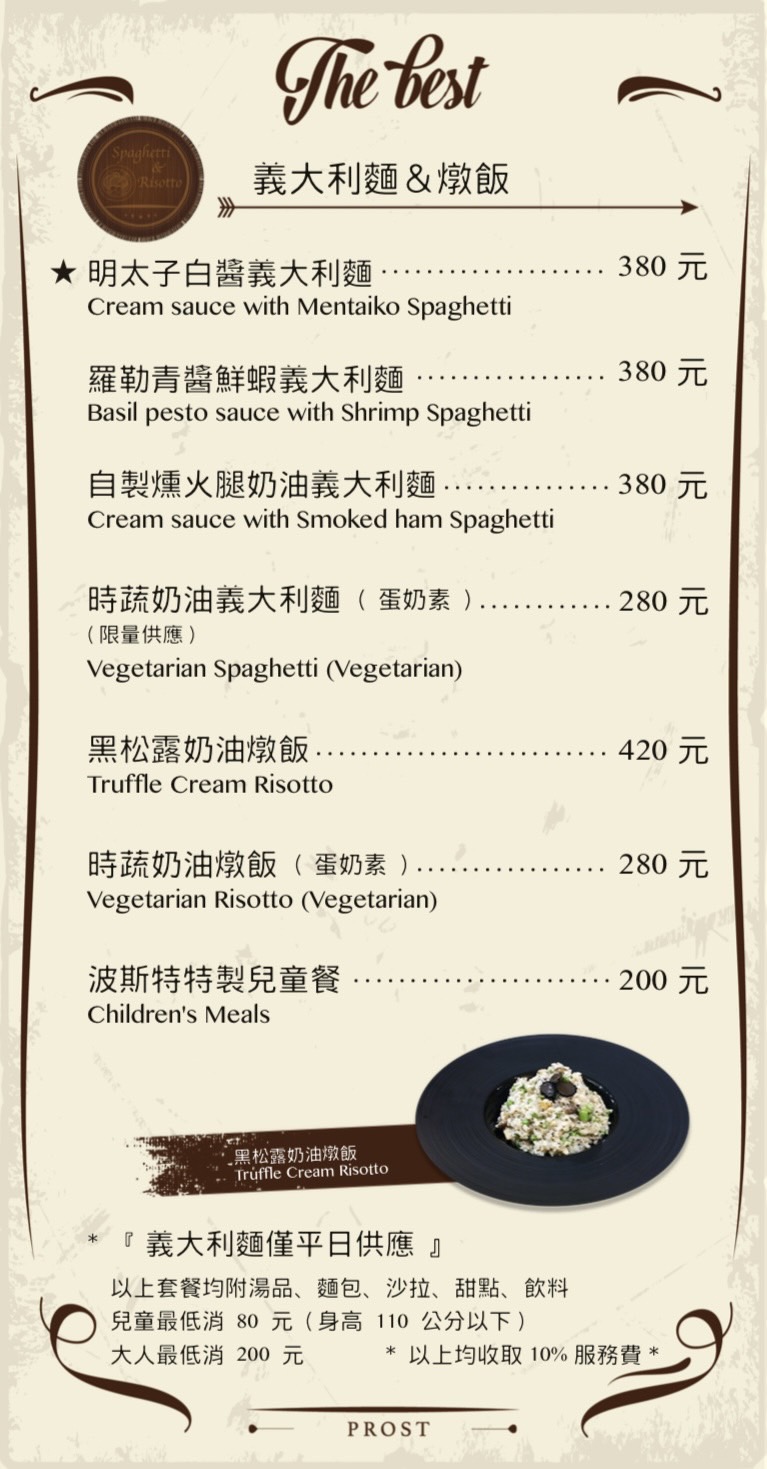 The best
Spaghetti
&
Risotto
義大利麵&燉飯
★ 明太子白醬義大利麵 ···················· 380 元
Cream sauce with Mentaiko Spaghetti
羅勒青醬鮮蝦義大利麵 ················· 380 元
Basil pesto sauce with Shrimp Spaghetti
自製燻火腿奶油義大利麵 ··············· 380 元
Cream sauce with Smoked ham Spaghetti
時蔬奶油義大利麵 ( 蛋奶素 ) ············ 280 元
(限量供應)
Vegetarian Spaghetti (Vegetarian)
黑松露奶油燉飯 ·························· 420 元
Truffle Cream Risotto
時蔬奶油燉飯 ( 蛋奶素 ) ················· 280 元
Vegetarian Risotto (Vegetarian)
波斯特特製兒童餐 ······················· 200 元
Children's Meals
黑松露奶油燉飯
Truffle Cream Risotto
* 『 義大利麵僅平日供應 』
以上套餐均附湯品、麵包、沙拉、甜點、飲料
兒童最低消 80 元 ( 身高 110 公分以下 )
大人最低消 200 元 * 以上均收取 10% 服務費 *
PROST